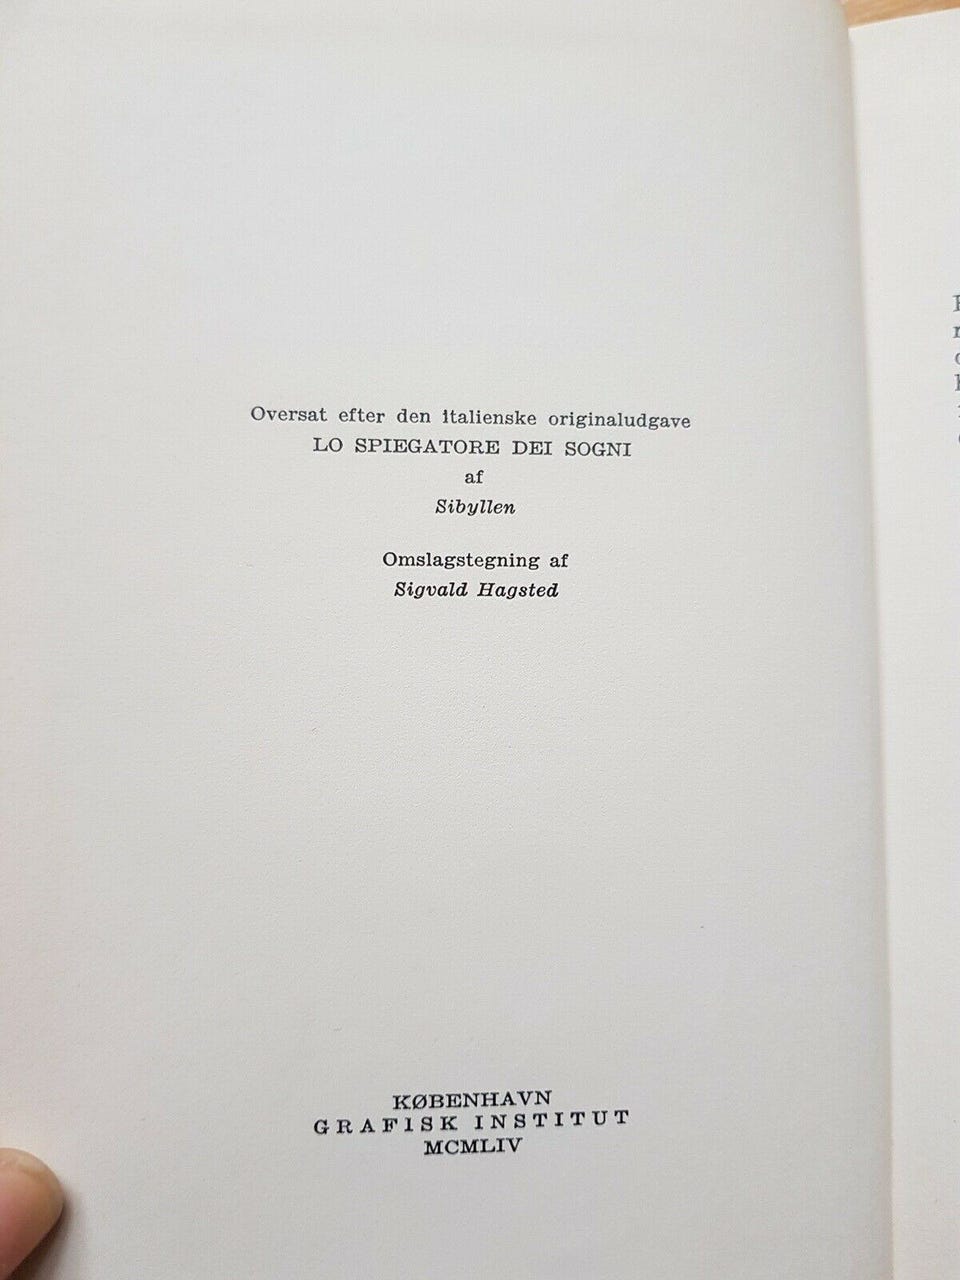 Oversat efter den italienske originaludgave
LO SPIEGATORE DEI SOGNI
af
Sibyllen
Omslagstegning af
Sigvald Hagsted
KØBENHAVN
GRAFISK INSTITUT
MCMLIV